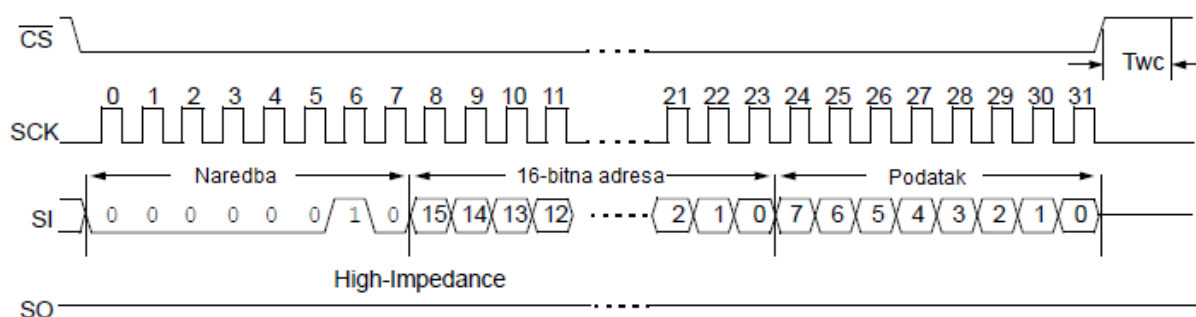 CS
Twc
0 1 2 3 4 5 6 7 8 9 10 11 21 22 23 24 25 26 27 28 29 30 31
SCK
Naredba 16-bitna adresa Podatak
SI 0 0 0 0 0 0 1 0 15 14 13 12 2 1 0 7 6 5 4 3 2 1 0
High-Impedance
SO